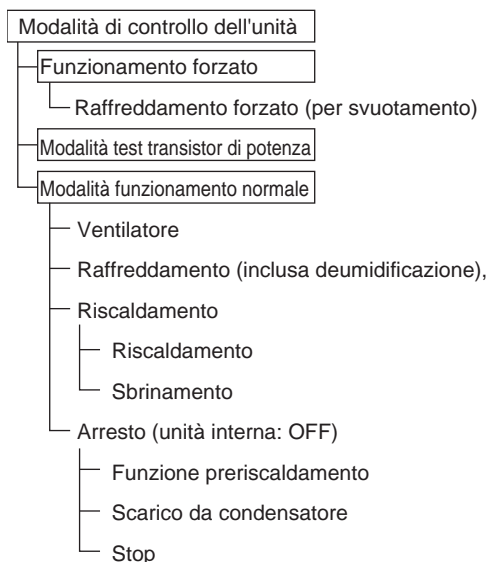 Modalità di controllo dell'unità
Funzionamento forzato
Raffreddamento forzato (per svuotamento)
Modalità test transistor di potenza
Modalità funzionamento normale
Ventilatore
Raffreddamento (inclusa deumidificazione),
Riscaldamento
Riscaldamento
Sbrinamento
Arresto (unità interna: OFF)
Funzione preriscaldamento
Scarico da condensatore
Stop